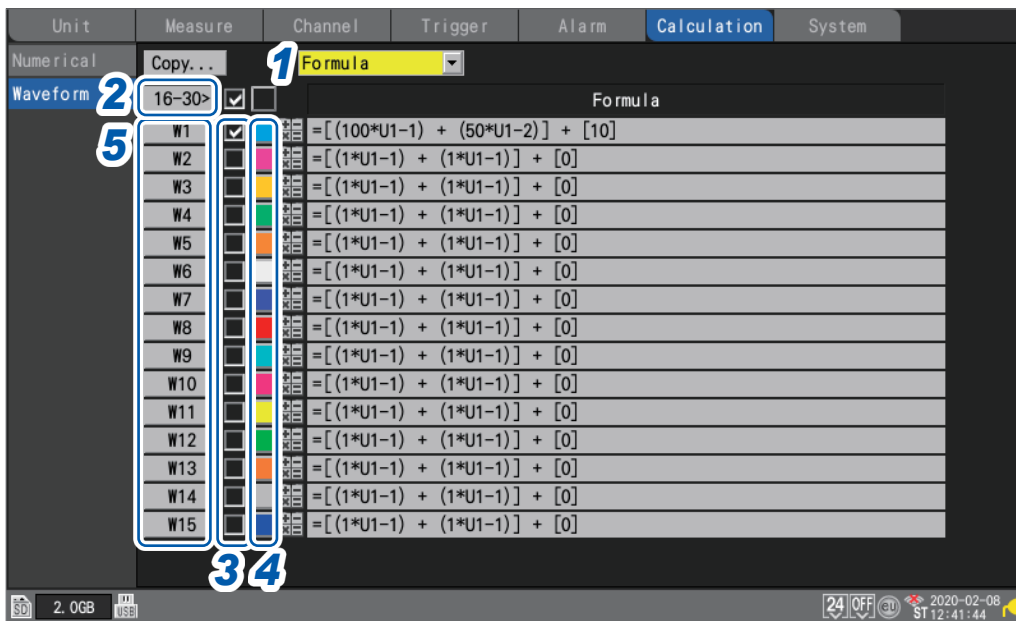 Unit Measure Channel Trigger Alarm Calculation System
Numerical Copy... 1 Formula
Waveform 2 16-30> Formula
5 W1 =[(100*U1-1) + (50*U1-2)] + [10]
W2 =[(1*U1-1) + (1*U1-1)] + [0]
W3 =[(1*U1-1) + (1*U1-1)] + [0]
W4 =[(1*U1-1) + (1*U1-1)] + [0]
W5 =[(1*U1-1) + (1*U1-1)] + [0]
W6 =[(1*U1-1) + (1*U1-1)] + [0]
W7 =[(1*U1-1) + (1*U1-1)] + [0]
W8 =[(1*U1-1) + (1*U1-1)] + [0]
W9 =[(1*U1-1) + (1*U1-1)] + [0]
W10 =[(1*U1-1) + (1*U1-1)] + [0]
W11 =[(1*U1-1) + (1*U1-1)] + [0]
W12 =[(1*U1-1) + (1*U1-1)] + [0]
W13 =[(1*U1-1) + (1*U1-1)] + [0]
W14 =[(1*U1-1) + (1*U1-1)] + [0]
W15 =[(1*U1-1) + (1*U1-1)] + [0]
3 4
SD 2.0GB USB 24 OFF eu 2020-02-08
ST 12:41:44